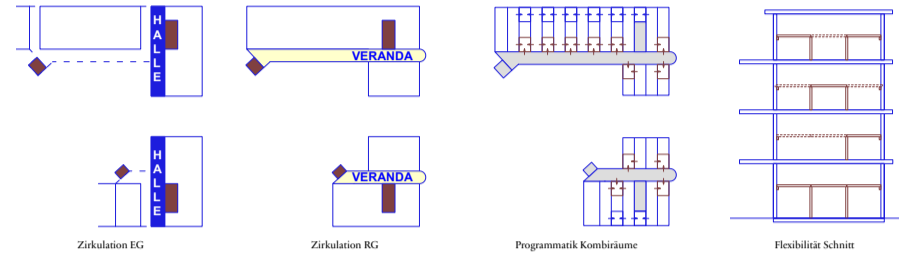 HALLE
VERANDA
HALLE
VERANDA
Zirkulation EG
Zirkulation RG
Programmatik Kombiräume
Flexibilität Schnitt